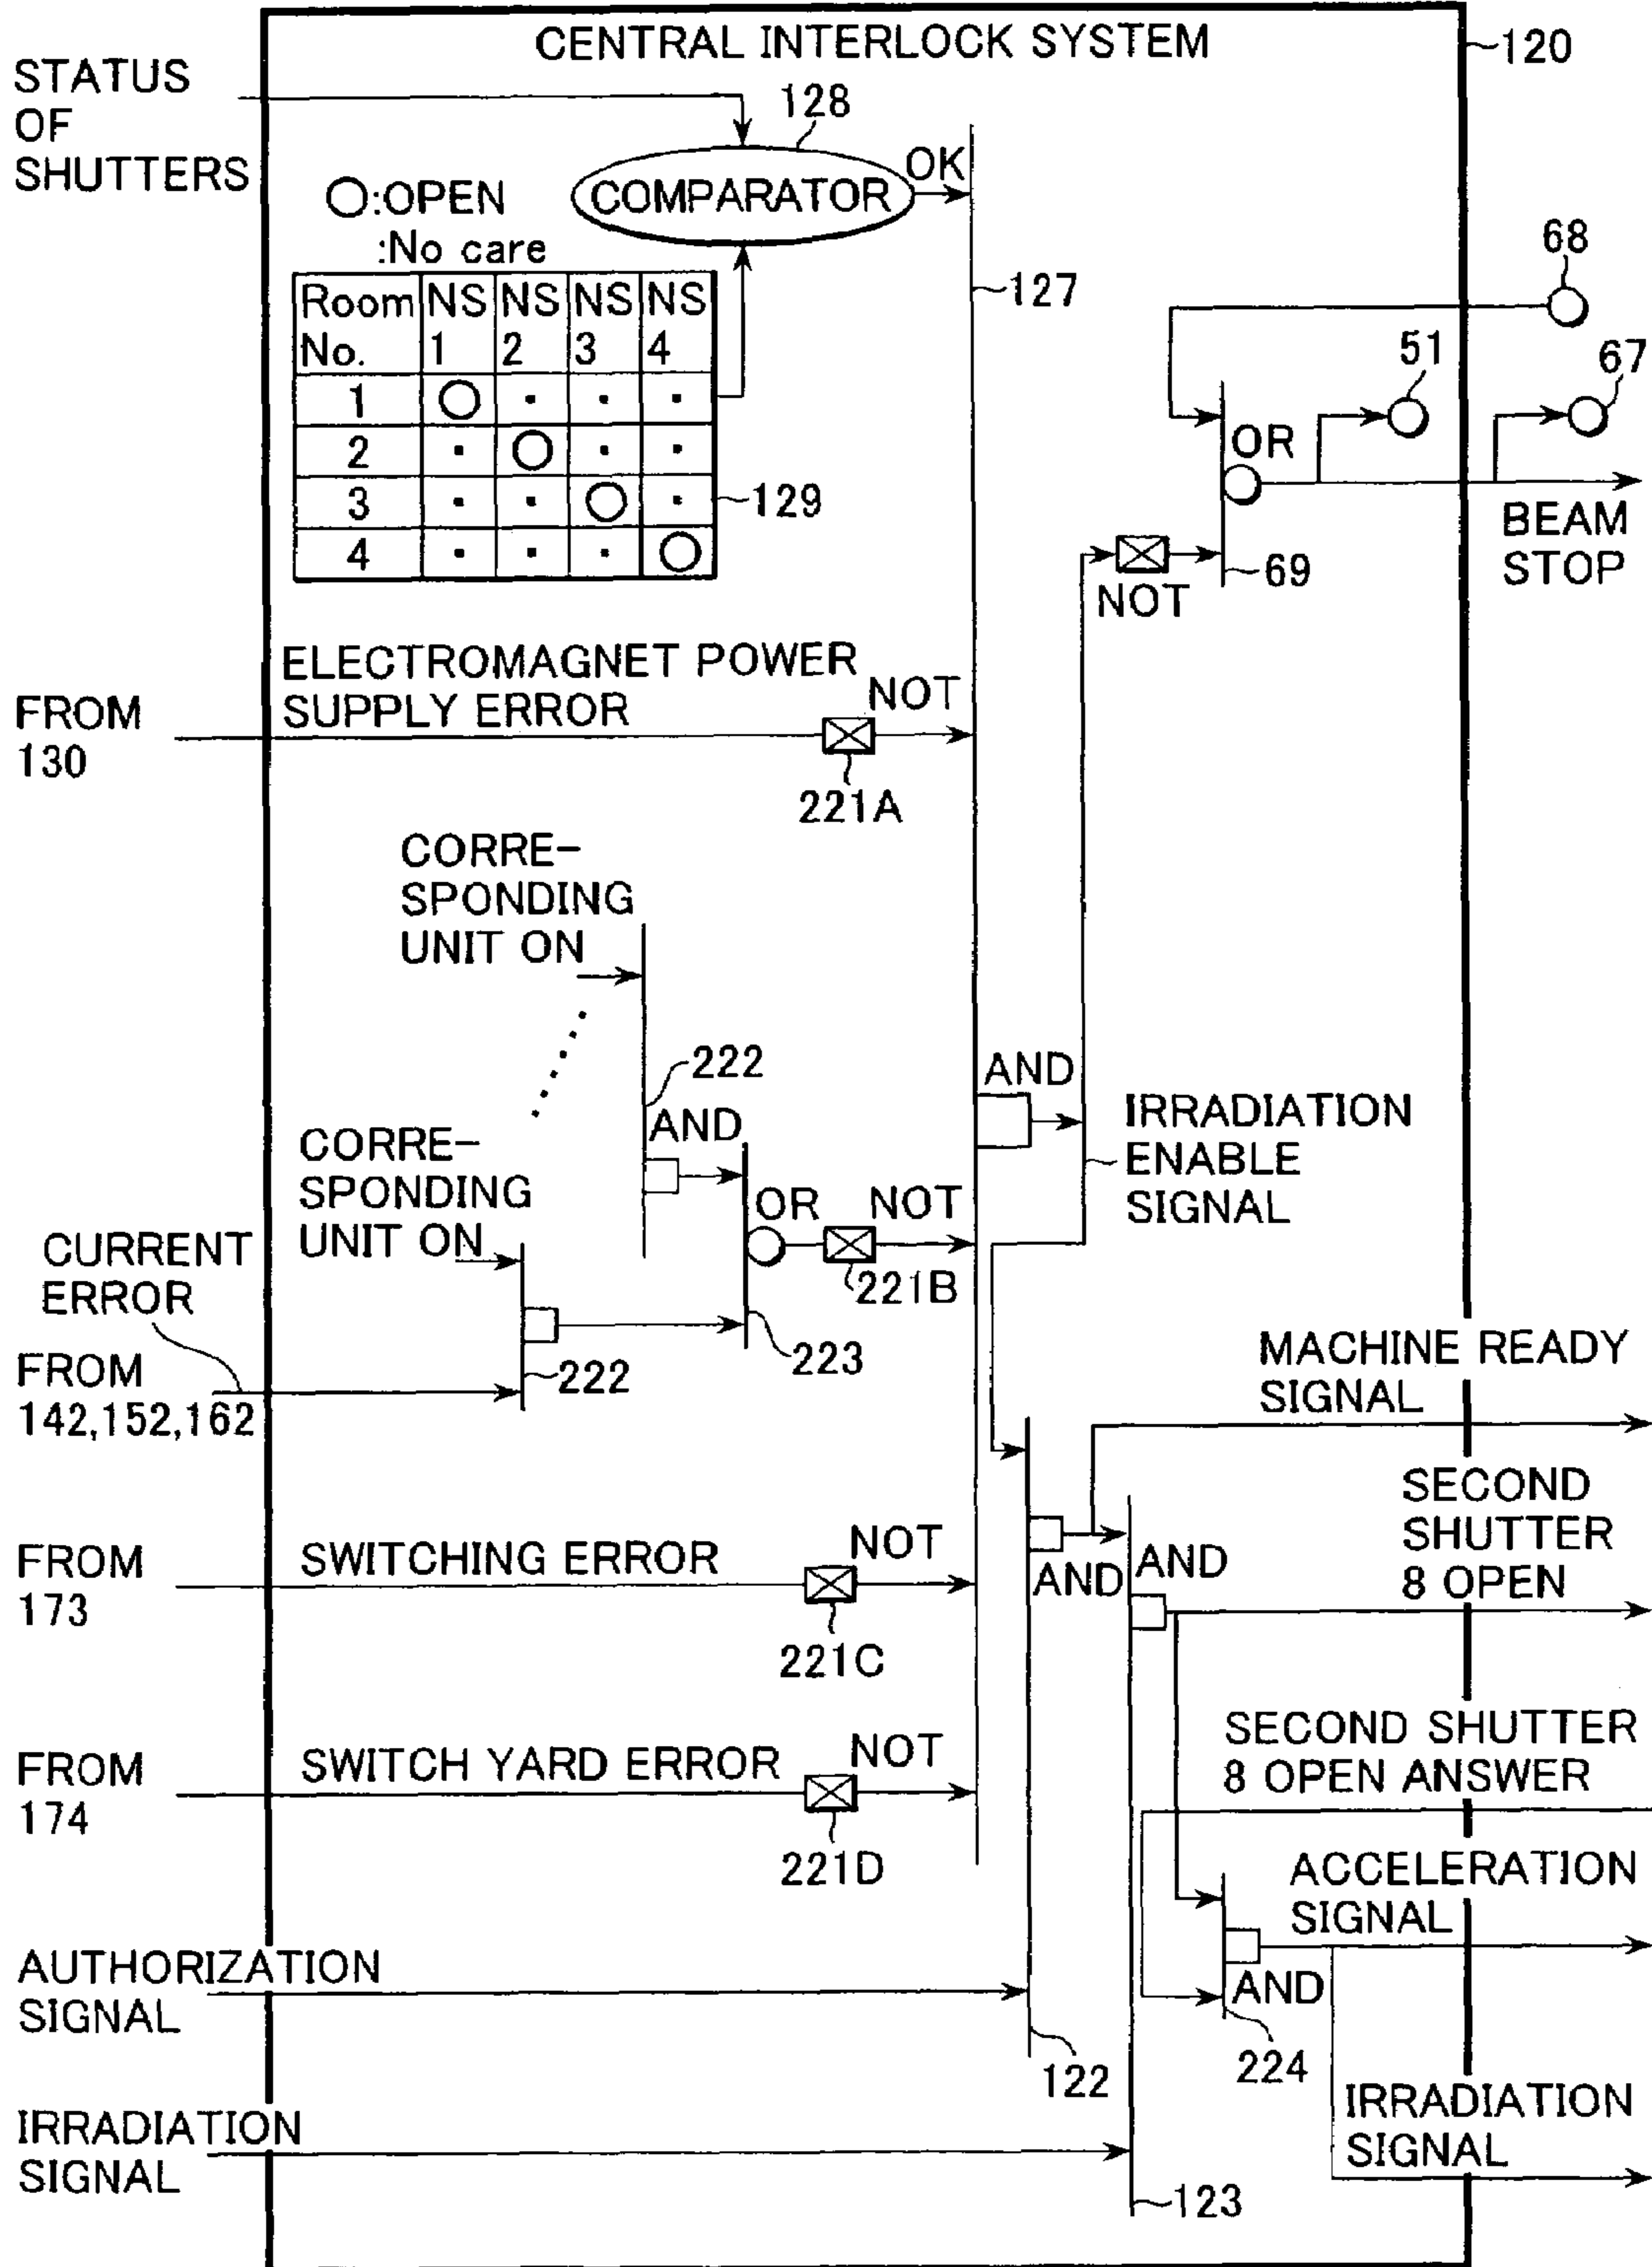 CENTRAL INTERLOCK SYSTEM
120
STATUS
OF
SHUTTERS
128
COMPARATOR
OK
○:OPEN
:No care
Room No. NS 1 NS 2 NS 3 NS 4
1 ○ · · ·
2 · ○ · ·
3 · · ○ ·
4 · · · ○
129
127
68
51
67
OR
BEAM
STOP
NOT
69
ELECTROMAGNET POWER
SUPPLY ERROR
NOT
FROM
130
221A
CORRE-
SPONDING
UNIT ON
222
AND
CORRE-
SPONDING
UNIT ON
OR
NOT
221B
223
222
CURRENT
ERROR
FROM
142,152,162
AND
IRRADIATION
ENABLE
SIGNAL
MACHINE READY
SIGNAL
SECOND
SHUTTER
8 OPEN
AND
AND
FROM
173
SWITCHING ERROR
NOT
221C
FROM
174
SWITCH YARD ERROR
NOT
221D
SECOND SHUTTER
8 OPEN ANSWER
ACCELERATION
SIGNAL
AND
224
AUTHORIZATION
SIGNAL
122
IRRADIATION
SIGNAL
IRRADIATION
SIGNAL
123